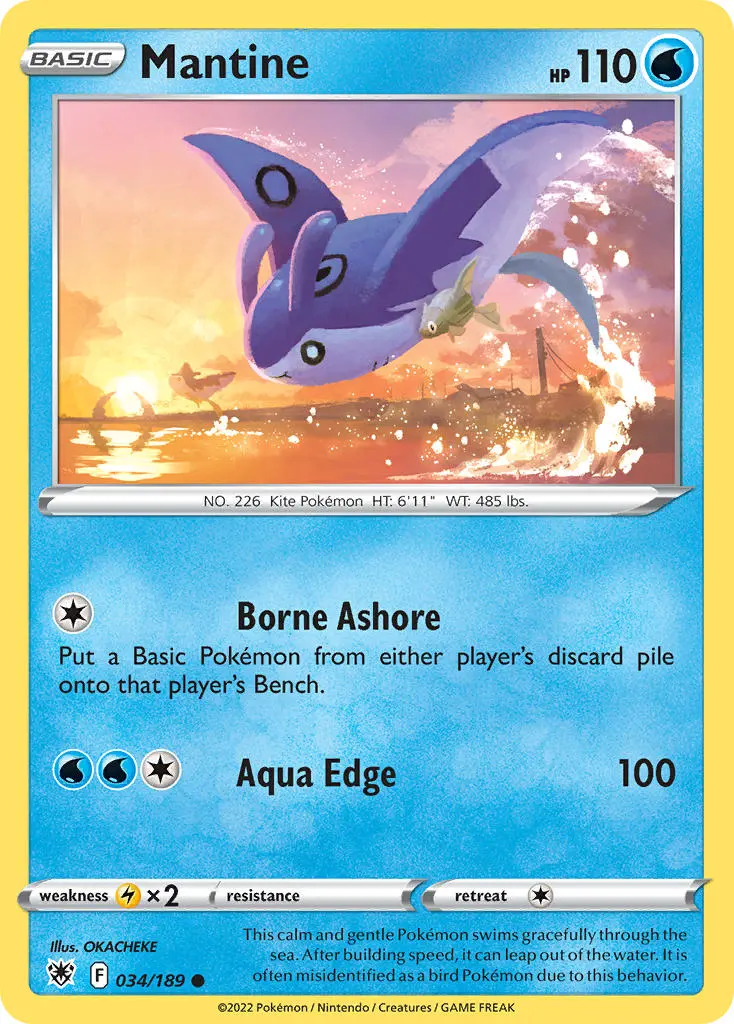 BASIC Mantine HP 110
NO. 226 Kite Pokémon HT: 6'11" WT: 485 lbs.
Borne Ashore
Put a Basic Pokémon from either player's discard pile
onto that player's Bench.
Aqua Edge 100
weakness ×2 resistance retreat
Illus. OKACHEKE
This calm and gentle Pokémon swims gracefully through the
sea. After building speed, it can leap out of the water. It is
often misidentified as a bird Pokémon due to this behavior.
F 034/189
©2022 Pokémon / Nintendo / Creatures / GAME FREAK